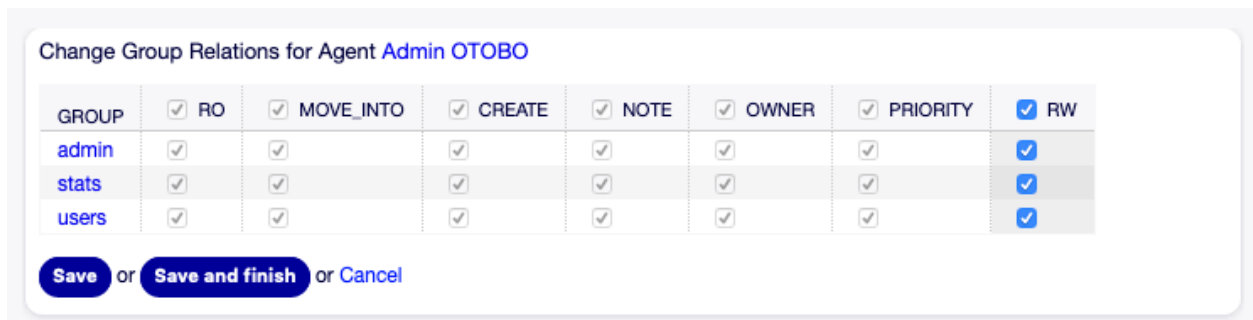 Change Group Relations for Agent Admin OTOBO
GROUP RO MOVE_INTO CREATE NOTE OWNER PRIORITY RW
admin
stats
users
Save or Save and finish or Cancel